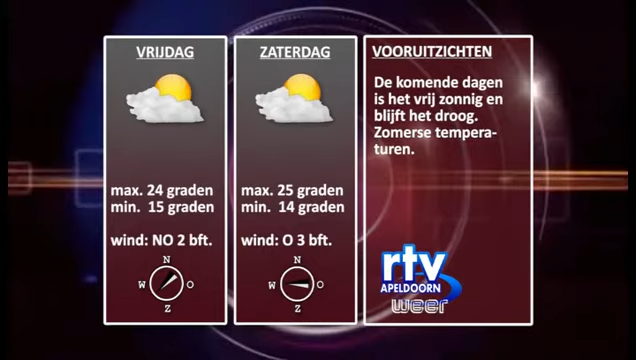 VRIJDAG
max. 24 graden
min. 15 graden
wind: NO 2 bft.
N
W O
Z
ZATERDAG
max. 25 graden
min. 14 graden
wind: O 3 bft.
N
W O
Z
VOORUITZICHTEN
De komende dagen
is het vrij zonnig en
blijft het droog.
Zomerse tempera-
turen.
rtv
APELDOORN
weer